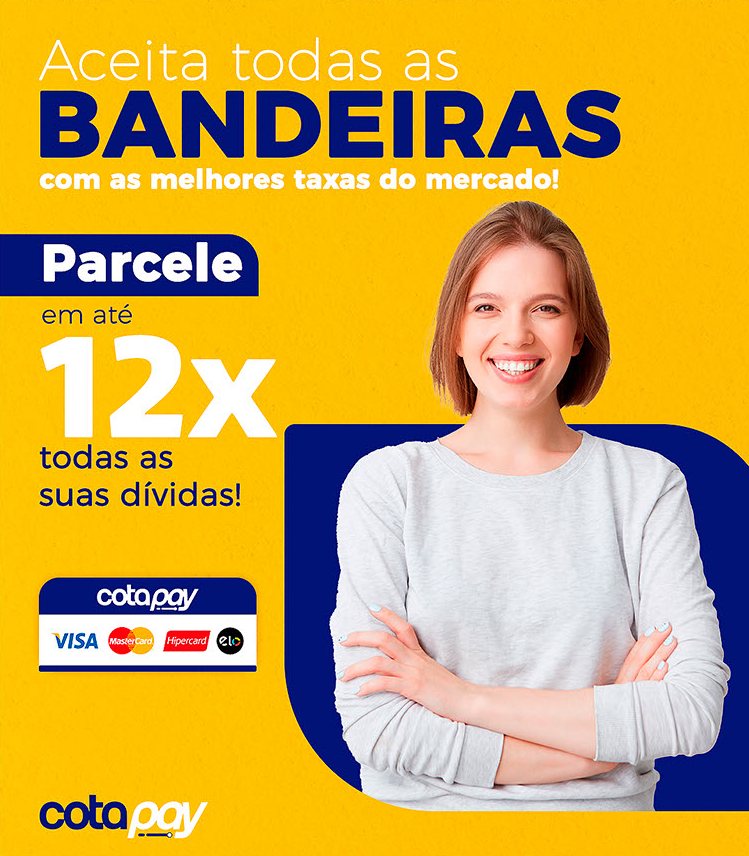 Aceita todas as
BANDEIRAS
com as melhores taxas do mercado!
Parcele
em até
12x
todas as
suas dívidas!
cotapay
VISA MasterCard Hipercard elo
cotapay